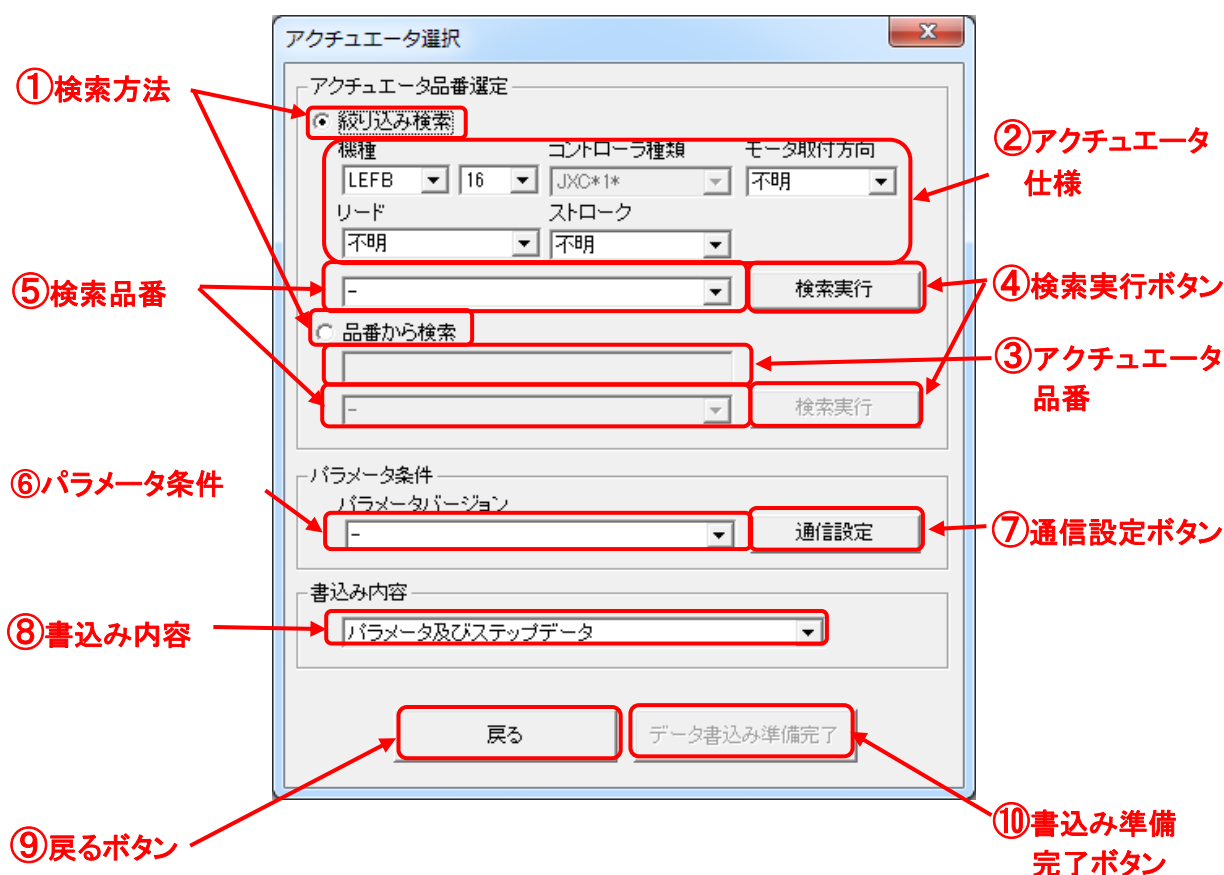 アクチュエータ選択
x
①検索方法
アクチュエータ品番選定
絞り込み検索
機種
コントローラ種類
モータ取付方向
②アクチュエータ
仕様
LEFB
16
JXC*1*
不明
リード
ストローク
不明
不明
⑤検索品番
-
検索実行
④検索実行ボタン
品番から検索
③アクチュエータ
品番
-
検索実行
⑥パラメータ条件
パラメータ条件
パラメータバージョン
-
通信設定
⑦通信設定ボタン
書込み内容
⑧書込み内容
パラメータ及びステップデータ
戻る
データ書込み準備完了
⑨戻るボタン
⑩書込み準備
完了ボタン